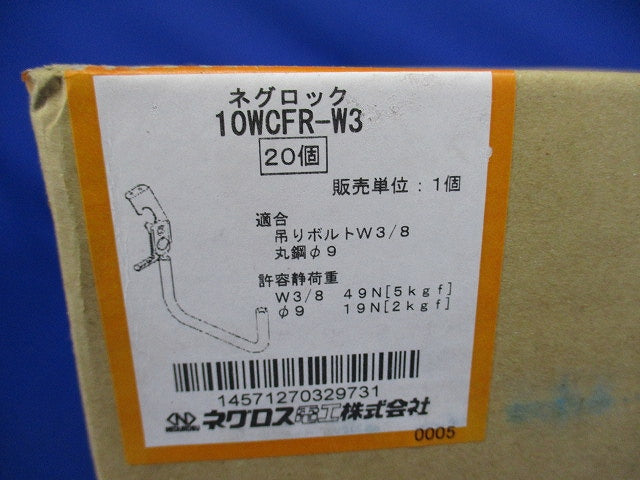 ネグロック
10WCFR-W3
20個
販売単位：1個
適合
吊りボルトW3/8
丸鋼φ9
許容静荷重
W3/8 49N[5kgf]
φ9 19N[2kgf]
14571270329731
ネグロス電工株式会社
0005